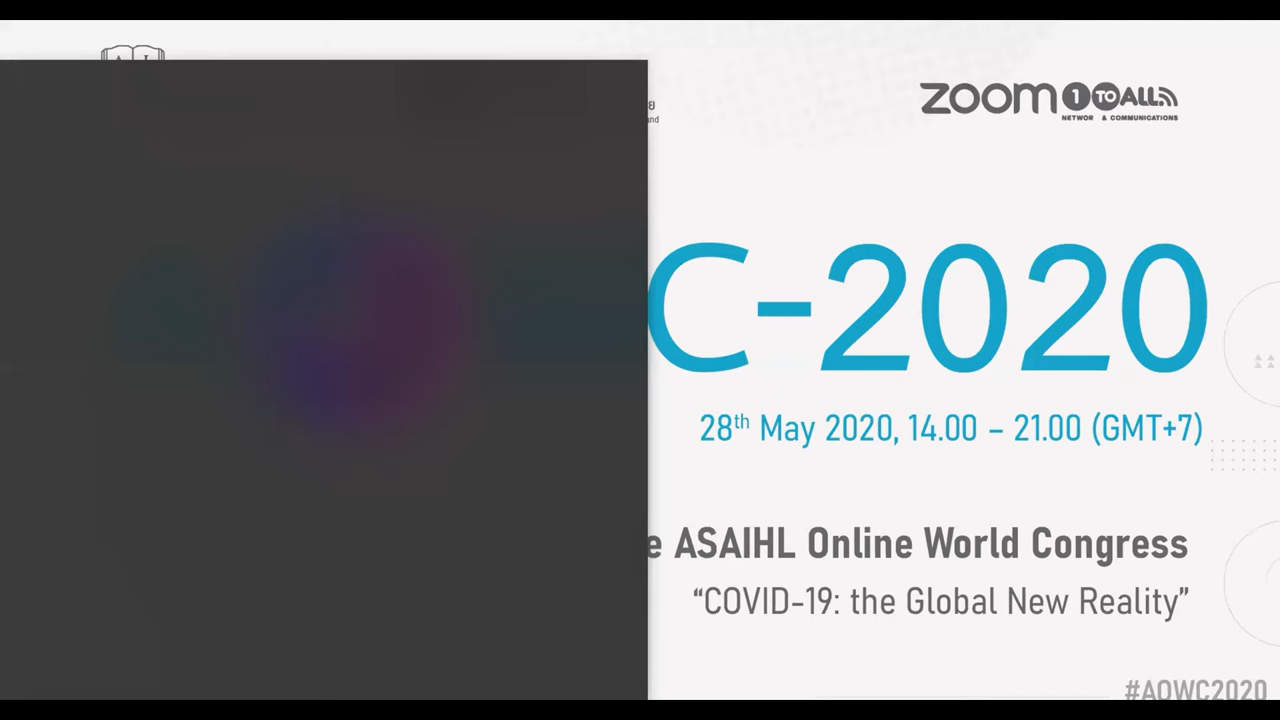 ZOOM 1 TO ALL
NETWOR & COMMUNICATIONS
and
C-2020
28th May 2020, 14.00 – 21.00 (GMT+7)
e ASAIHL Online World Congress
“COVID-19: the Global New Reality”
#AOWC2020